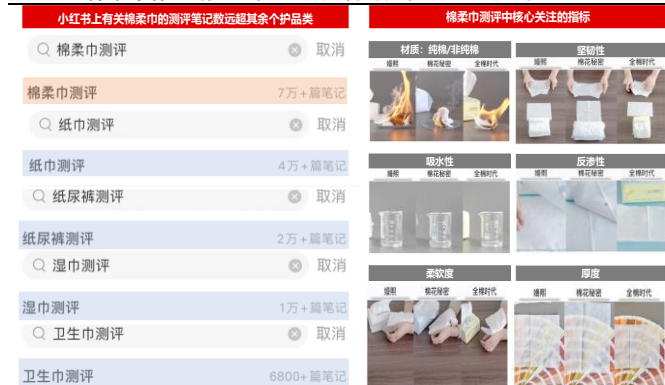 小红书上有关棉柔巾的测评笔记数远超其余个护品类
棉柔巾测评 取消
棉柔巾测评 7万+篇笔记
纸巾测评 取消
纸巾测评 4万+篇笔记
纸尿裤测评 取消
纸尿裤测评 2万+篇笔记
湿巾测评 取消
湿巾测评 1万+篇笔记
卫生巾测评 取消
卫生巾测评 6800+篇笔记
棉柔巾测评中核心关注的指标
材质：纯棉/非纯棉
婚熙 棉花秘密 全棉时代
坚韧性
棉花秘密 全棉时代
吸水性
棉花秘密 全棉时代
反渗性
棉花秘密 全棉时代
柔软度
棉花秘密 全棉时代
厚度
棉花秘密 全棉时代